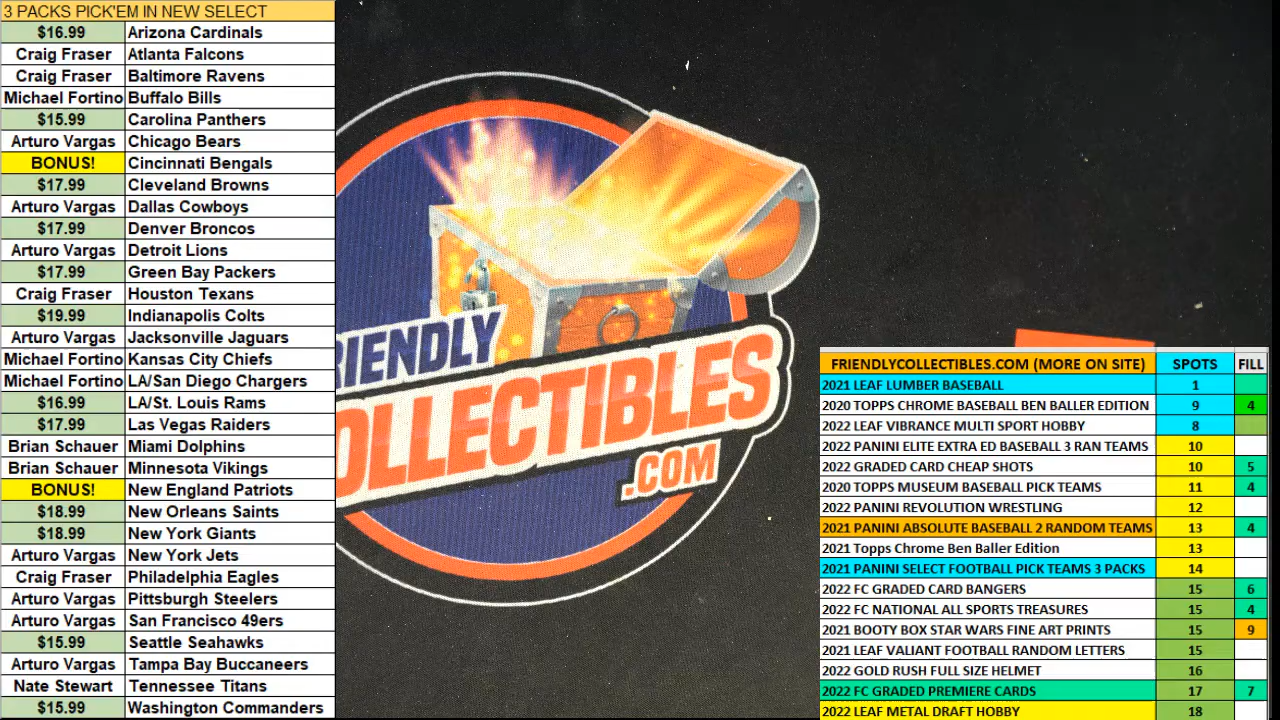 3 PACKS PICK'EM IN NEW SELECT
$16.99 Arizona Cardinals
Craig Fraser Atlanta Falcons
Craig Fraser Baltimore Ravens
Michael Fortino Buffalo Bills
$15.99 Carolina Panthers
Arturo Vargas Chicago Bears
BONUS! Cincinnati Bengals
$17.99 Cleveland Browns
Arturo Vargas Dallas Cowboys
$17.99 Denver Broncos
Arturo Vargas Detroit Lions
$17.99 Green Bay Packers
Craig Fraser Houston Texans
$19.99 Indianapolis Colts
Arturo Vargas Jacksonville Jaguars
Michael Fortino Kansas City Chiefs
Michael Fortino LA/San Diego Chargers
$16.99 LA/St. Louis Rams
$17.99 Las Vegas Raiders
Brian Schauer Miami Dolphins
Brian Schauer Minnesota Vikings
BONUS! New England Patriots
$18.99 New Orleans Saints
$18.99 New York Giants
Arturo Vargas New York Jets
Craig Fraser Philadelphia Eagles
Arturo Vargas Pittsburgh Steelers
Arturo Vargas San Francisco 49ers
$15.99 Seattle Seahawks
Arturo Vargas Tampa Bay Buccaneers
Nate Stewart Tennessee Titans
$15.99 Washington Commanders
RIENDLY
OLLECTIBLES
.COM
FRIENDLYCOLLECTIBLES.COM (MORE ON SITE) SPOTS FILL
2021 LEAF LUMBER BASEBALL 1
2020 TOPPS CHROME BASEBALL BEN BALLER EDITION 9 4
2022 LEAF VIBRANCE MULTI SPORT HOBBY 8
2022 PANINI ELITE EXTRA ED BASEBALL 3 RAN TEAMS 10
2022 GRADED CARD CHEAP SHOTS 10 5
2020 TOPPS MUSEUM BASEBALL PICK TEAMS 11 4
2022 PANINI REVOLUTION WRESTLING 12
2021 PANINI ABSOLUTE BASEBALL 2 RANDOM TEAMS 13 4
2021 Topps Chrome Ben Baller Edition 13
2021 PANINI SELECT FOOTBALL PICK TEAMS 3 PACKS 14
2022 FC GRADED CARD BANGERS 15 6
2022 FC NATIONAL ALL SPORTS TREASURES 15 4
2021 BOOTY BOX STAR WARS FINE ART PRINTS 15 9
2021 LEAF VALIANT FOOTBALL RANDOM LETTERS 15
2022 GOLD RUSH FULL SIZE HELMET 16
2022 FC GRADED PREMIERE CARDS 17 7
2022 LEAF METAL DRAFT HOBBY 18